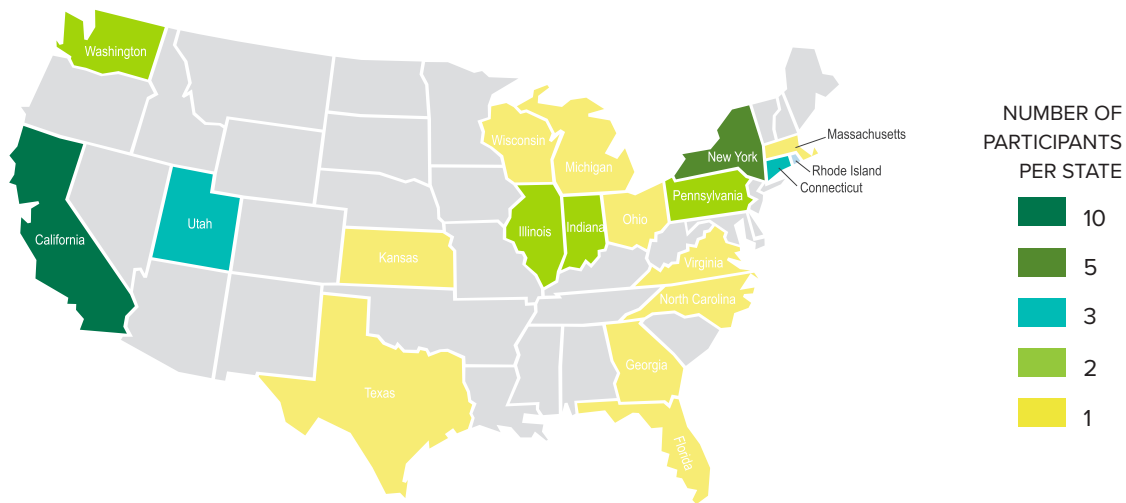 Washington
California
Utah
Kansas
Texas
Wisconsin
Michigan
Illinois
Indiana
Ohio
New York
Pennsylvania
Virginia
North Carolina
Georgia
Florida
Massachusetts
Rhode Island
Connecticut
NUMBER OF
PARTICIPANTS
PER STATE
10
5
3
2
1